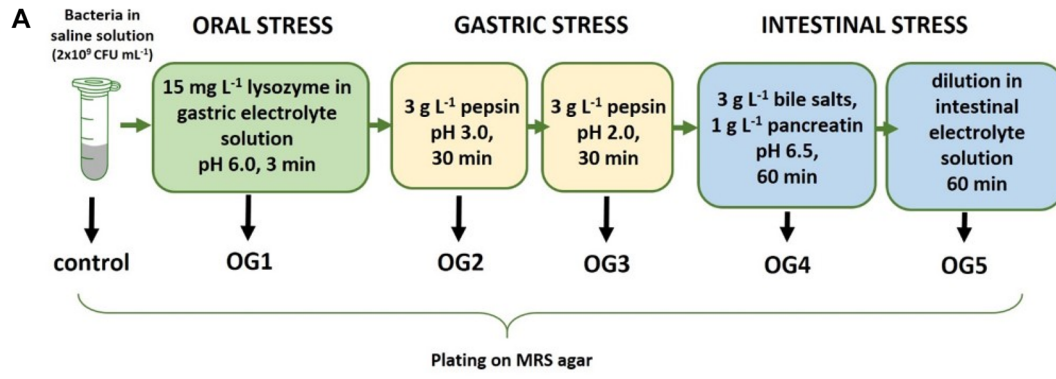 A
Bacteria in
saline solution
(2x10⁹ CFU mL⁻¹)
ORAL STRESS
GASTRIC STRESS
INTESTINAL STRESS
15 mg L⁻¹ lysozyme in
gastric electrolyte
solution
pH 6.0, 3 min
3 g L⁻¹ pepsin
pH 3.0,
30 min
3 g L⁻¹ pepsin
pH 2.0,
30 min
3 g L⁻¹ bile salts,
1 g L⁻¹ pancreatin
pH 6.5,
60 min
dilution in
intestinal
electrolyte
solution
60 min
control
OG1
OG2
OG3
OG4
OG5
Plating on MRS agar